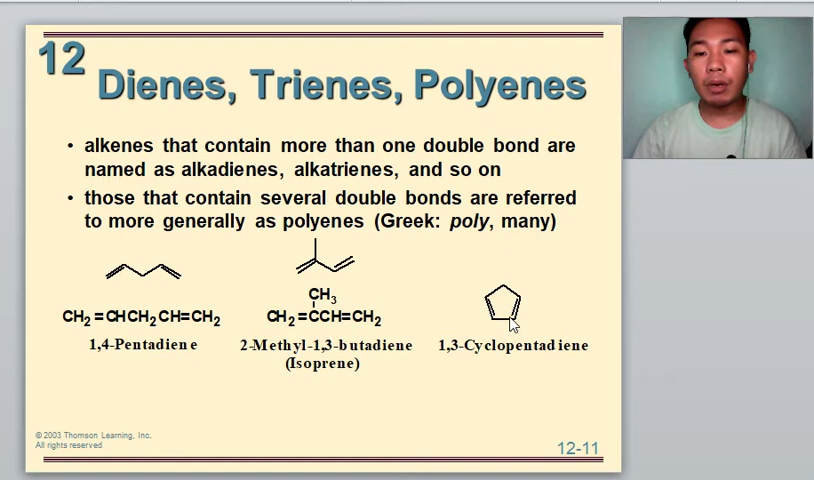 12
Dienes, Trienes, Polyenes
• alkenes that contain more than one double bond are
named as alkadienes, alkatrienes, and so on
• those that contain several double bonds are referred
to more generally as polyenes (Greek: poly, many)
CH3
CH2=CHCH2CH=CH2
CH2=CCH=CH2
1,4-Pentadiene
2-Methyl-1,3-butadiene
(Isoprene)
1,3-Cyclopentadiene
© 2003 Thomson Learning, Inc.
All rights reserved
12-11